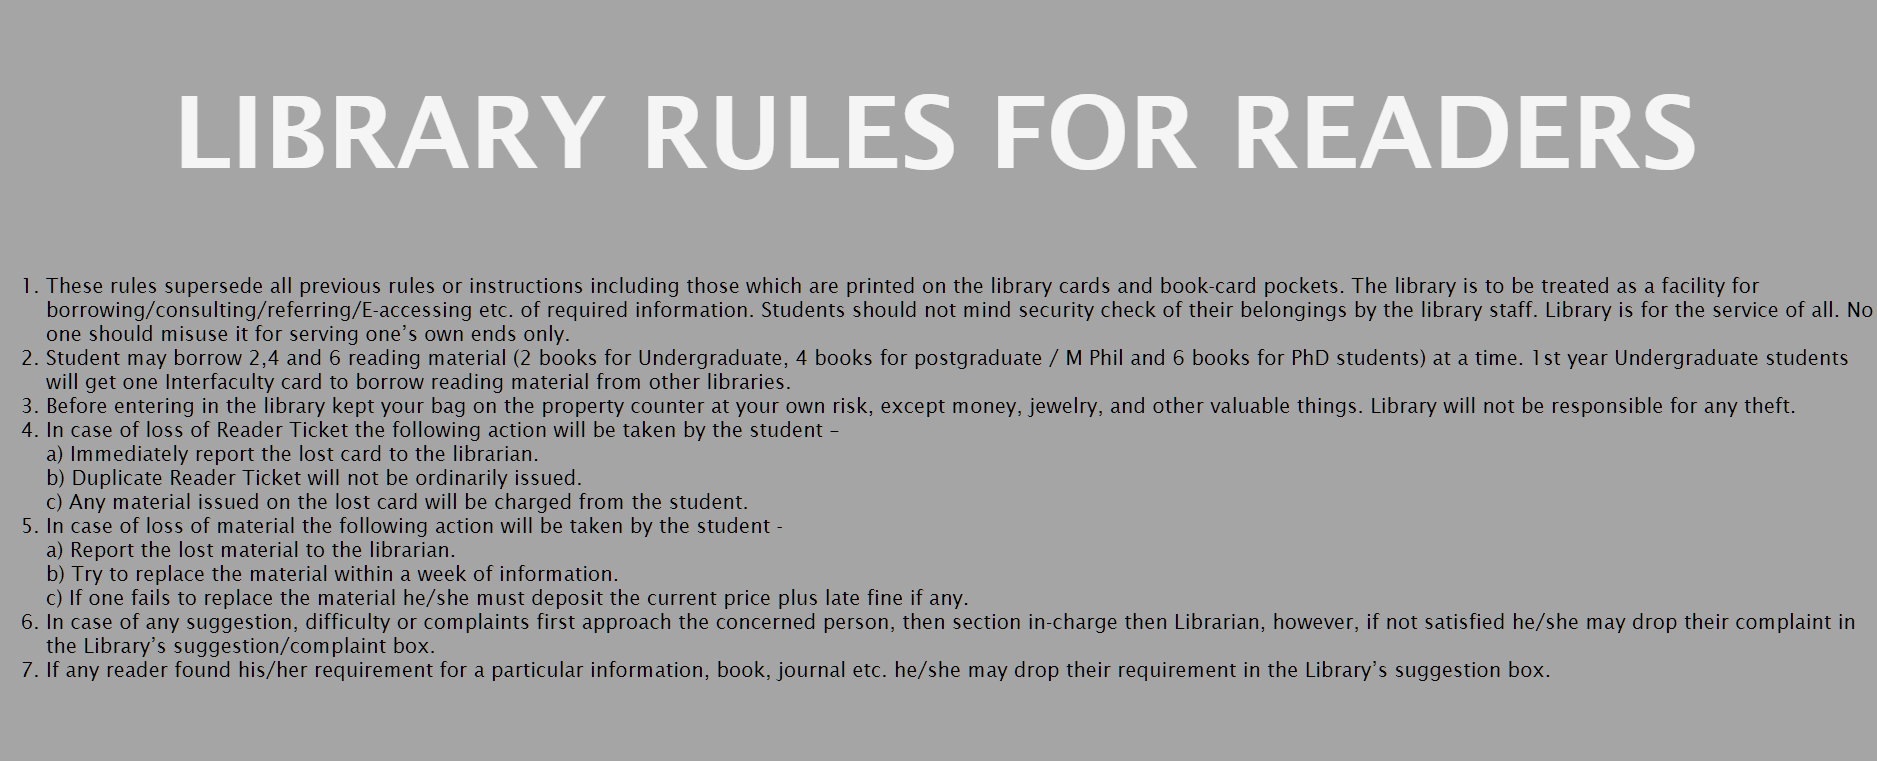 LIBRARY RULES FOR READERS
1. These rules supersede all previous rules or instructions including those which are printed on the library cards and book-card pockets. The library is to be treated as a facility for
borrowing/consulting/referring/E-accessing etc. of required information. Students should not mind security check of their belongings by the library staff. Library is for the service of all. No
one should misuse it for serving one’s own ends only.
2. Student may borrow 2,4 and 6 reading material (2 books for Undergraduate, 4 books for postgraduate / M Phil and 6 books for PhD students) at a time. 1st year Undergraduate students
will get one Interfaculty card to borrow reading material from other libraries.
3. Before entering in the library kept your bag on the property counter at your own risk, except money, jewelry, and other valuable things. Library will not be responsible for any theft.
4. In case of loss of Reader Ticket the following action will be taken by the student –
a) Immediately report the lost card to the librarian.
b) Duplicate Reader Ticket will not be ordinarily issued.
c) Any material issued on the lost card will be charged from the student.
5. In case of loss of material the following action will be taken by the student -
a) Report the lost material to the librarian.
b) Try to replace the material within a week of information.
c) If one fails to replace the material he/she must deposit the current price plus late fine if any.
6. In case of any suggestion, difficulty or complaints first approach the concerned person, then section in-charge then Librarian, however, if not satisfied he/she may drop their complaint in
the Library’s suggestion/complaint box.
7. If any reader found his/her requirement for a particular information, book, journal etc. he/she may drop their requirement in the Library’s suggestion box.